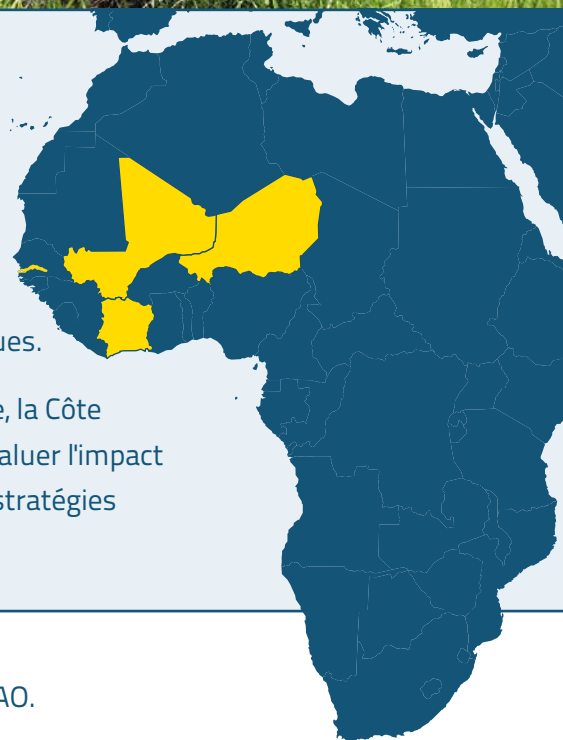 ues.
e, la Côte
aluer l'impact
stratégies
AO.